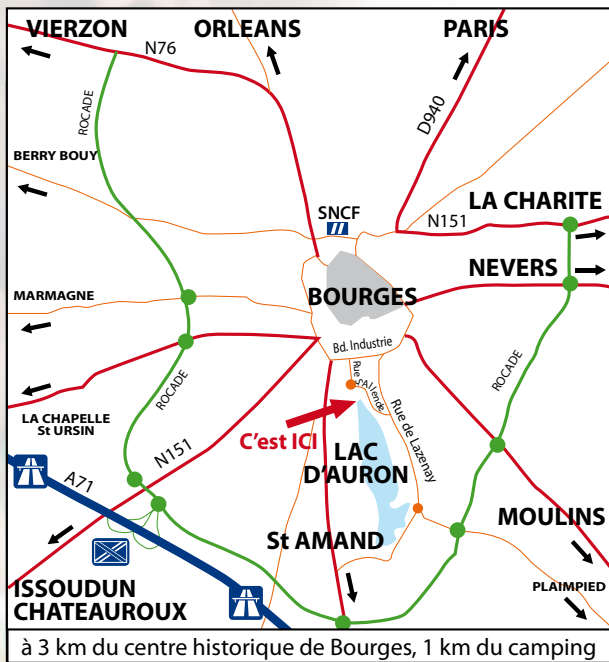 VIERZON
ORLEANS
PARIS
N76
ROCADE
D940
BERRY BOUY
SNCF
LA CHARITE
N151
NEVERS
BOURGES
MARMAGNE
Bd. Industrie
ROCADE
ROCADE
Rue S. Allende
LA CHAPELLE
St URSIN
C'est ICI
Rue de Lazenay
N151
LAC
D'AURON
A71
MOULINS
St AMAND
ISSOUDUN
CHATEAUROUX
PLAIMPIED
à 3 km du centre historique de Bourges, 1 km du camping